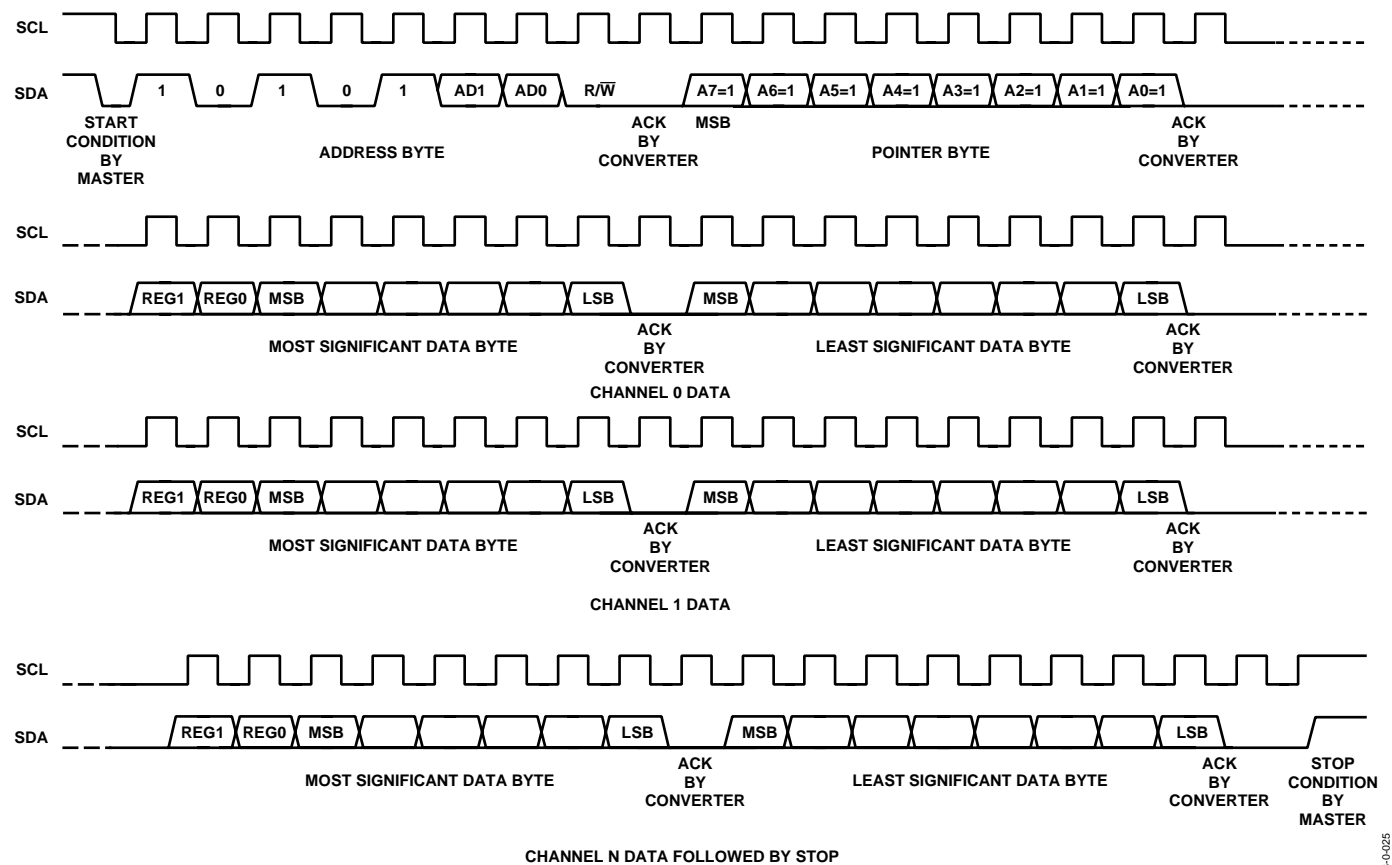 SCL
SDA
1 0 1 0 1 AD1 AD0 R/W̅ A7=1 A6=1 A5=1 A4=1 A3=1 A2=1 A1=1 A0=1
START CONDITION BY MASTER
ADDRESS BYTE
ACK BY CONVERTER
MSB
POINTER BYTE
ACK BY CONVERTER
SCL
SDA
REG1 REG0 MSB LSB MSB LSB
MOST SIGNIFICANT DATA BYTE
ACK BY CONVERTER
LEAST SIGNIFICANT DATA BYTE
ACK BY CONVERTER
CHANNEL 0 DATA
SCL
SDA
REG1 REG0 MSB LSB MSB LSB
MOST SIGNIFICANT DATA BYTE
ACK BY CONVERTER
LEAST SIGNIFICANT DATA BYTE
ACK BY CONVERTER
CHANNEL 1 DATA
SCL
SDA
REG1 REG0 MSB LSB MSB LSB
MOST SIGNIFICANT DATA BYTE
ACK BY CONVERTER
LEAST SIGNIFICANT DATA BYTE
ACK BY CONVERTER
STOP CONDITION BY MASTER
CHANNEL N DATA FOLLOWED BY STOP
-0-025